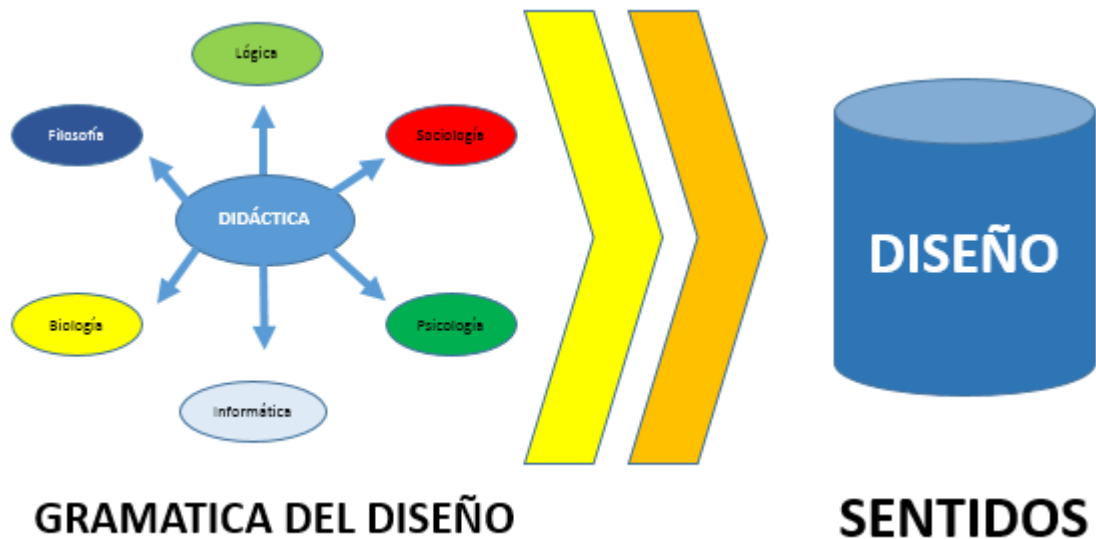 Lógica
Filosofía
Sociología
DIDÁCTICA
Biología
Psicología
Informática
DISEÑO
GRAMATICA DEL DISEÑO
SENTIDOS